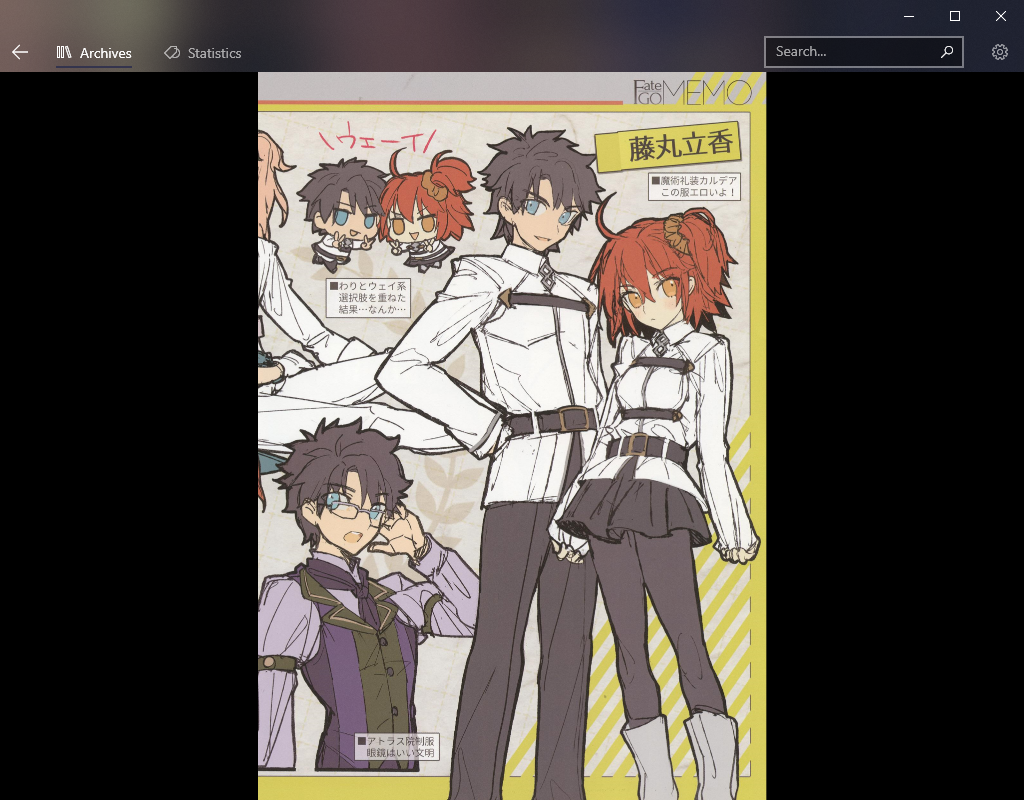 Archives
Statistics
Search...
Fate
GO MEMO
\ウェーイ/
藤丸立香
■魔術礼装カルデア
この服エロいよ！
■わりとウェイ系
選択肢を重ねた
結果…なんか…
■アトラス院制服
眼鏡はいい文明